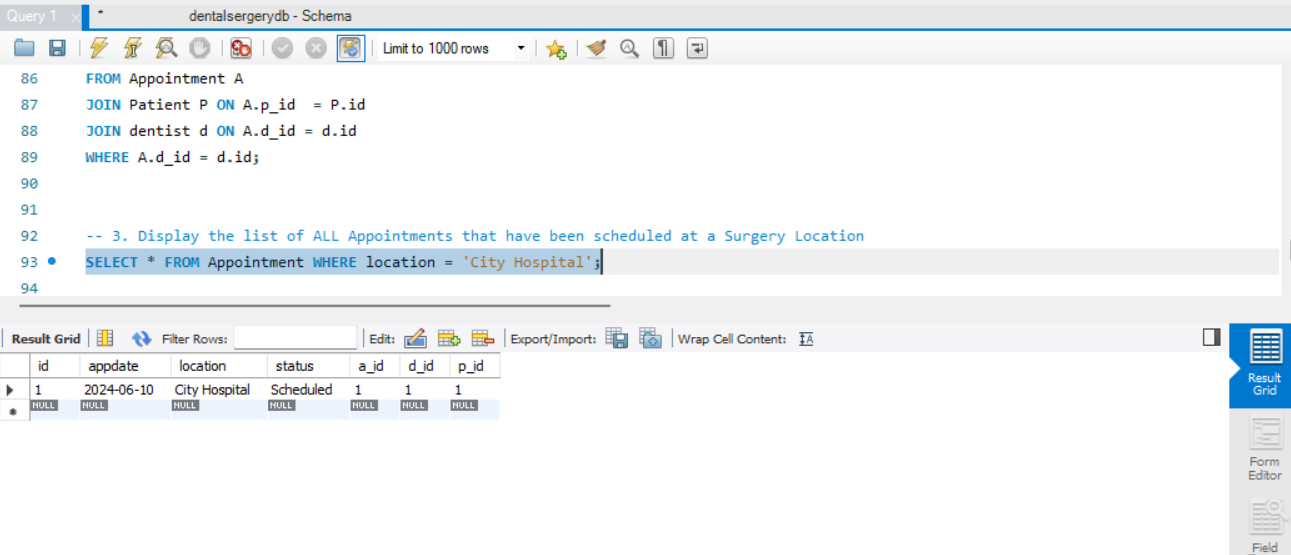 Query 1
* dentalsergerydb - Schema
Limit to 1000 rows
86 FROM Appointment A
87 JOIN Patient P ON A.p_id  = P.id
88 JOIN dentist d ON A.d_id = d.id
89 WHERE A.d_id = d.id;
90
91
92 -- 3. Display the list of ALL Appointments that have been scheduled at a Surgery Location
93 SELECT * FROM Appointment WHERE location = 'City Hospital';
94
Result Grid Filter Rows: Edit: Export/Import: Wrap Cell Content: IA
id appdate location status a_id d_id p_id
1 2024-06-10 City Hospital Scheduled 1 1 1
NULL NULL NULL NULL NULL NULL NULL
Result
Grid
Form
Editor
Field